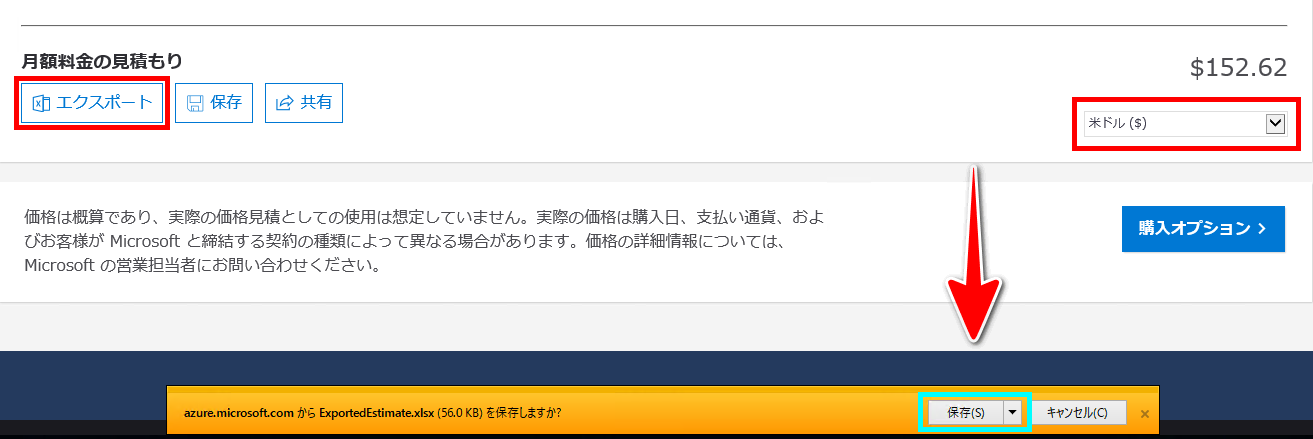 月額料金の見積もり
$152.62
エクスポート 保存 共有
米ドル ($)
価格は概算であり、実際の価格見積としての使用は想定していません。実際の価格は購入日、支払い通貨、およ
びお客様が Microsoft と締結する契約の種類によって異なる場合があります。価格の詳細情報については、
Microsoft の営業担当者にお問い合わせください。
購入オプション >
azure.microsoft.com から ExportedEstimate.xlsx (56.0 KB) を保存しますか?
保存(S) キャンセル(C) ×